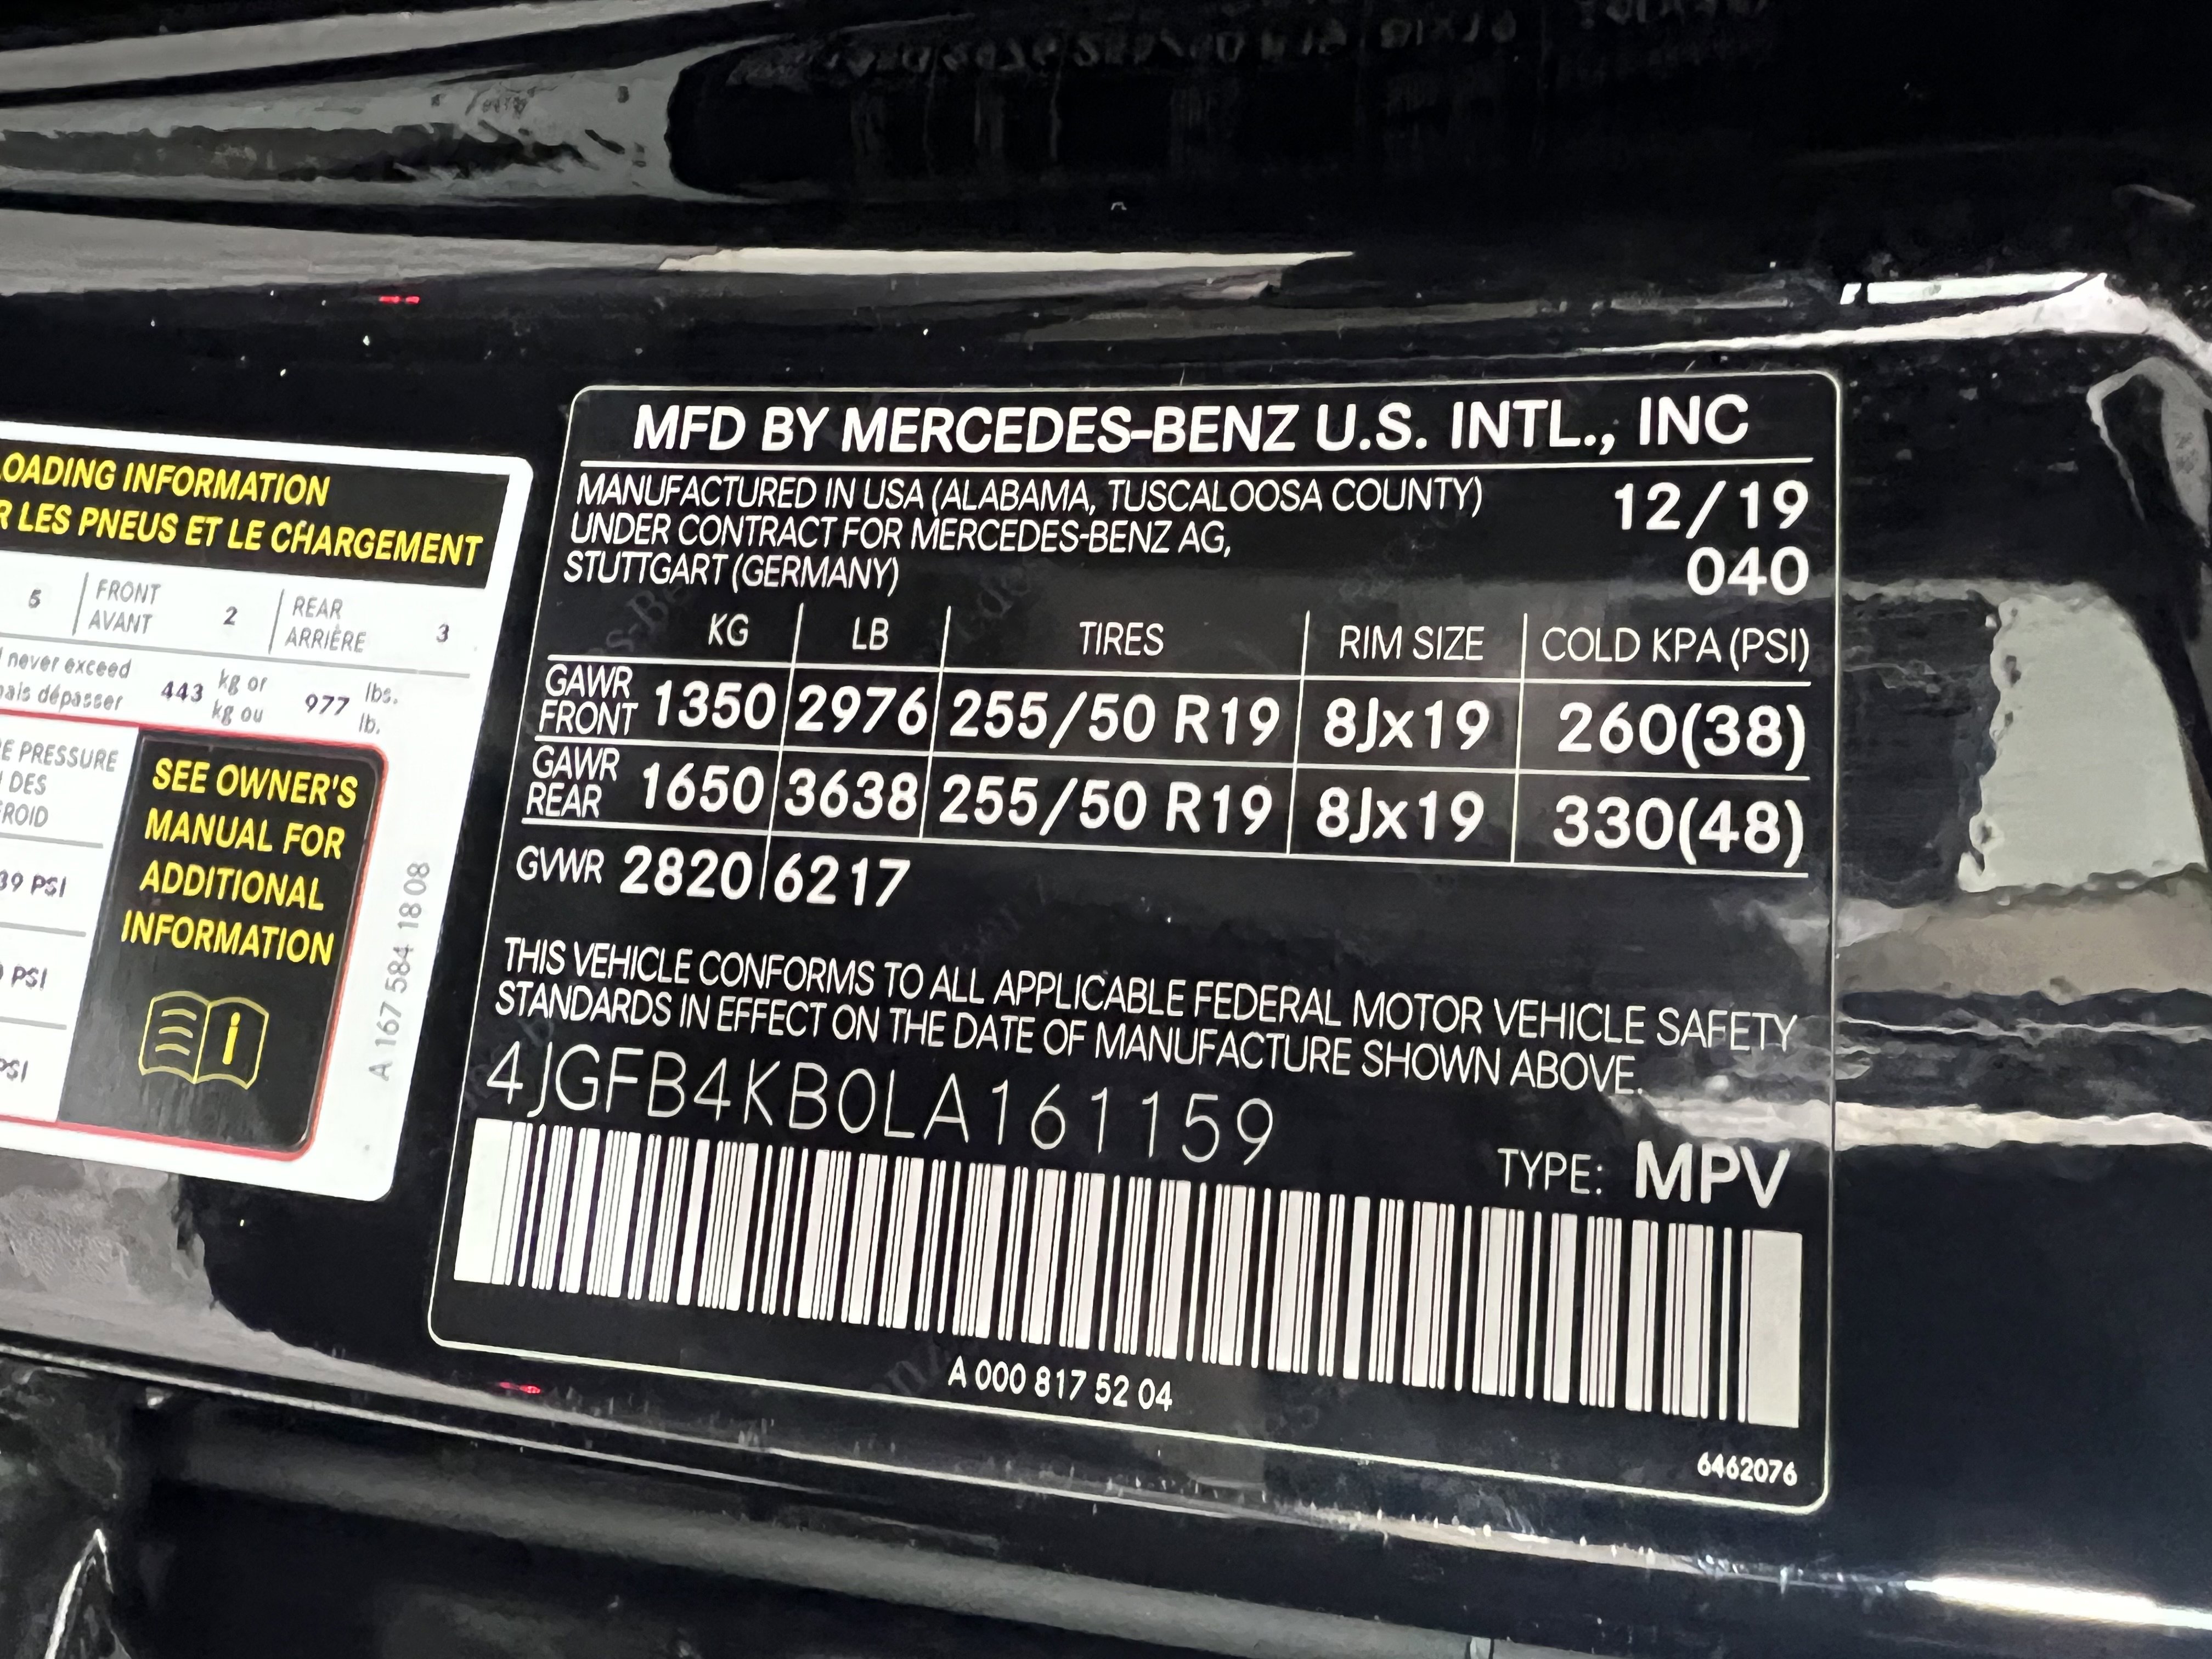 OADING INFORMATION
R LES PNEUS ET LE CHARGEMENT
5 FRONT AVANT 2 REAR ARRIÈRE 3
never exceed
dépasser 443 kg or kg ou 977 lbs. lb.
E PRESSURE
DES
ROID
39 PSI
PSI
PSI
SEE OWNER'S
MANUAL FOR
ADDITIONAL
INFORMATION
i
A 167 584 18 08
MFD BY MERCEDES-BENZ U.S. INTL., INC
MANUFACTURED IN USA (ALABAMA, TUSCALOOSA COUNTY) 12/19
UNDER CONTRACT FOR MERCEDES-BENZ AG,
STUTTGART (GERMANY) 040
KG LB TIRES RIM SIZE COLD KPA (PSI)
GAWR FRONT 1350 2976 255/50 R19 8Jx19 260(38)
GAWR REAR 1650 3638 255/50 R19 8Jx19 330(48)
GVWR 2820 6217
THIS VEHICLE CONFORMS TO ALL APPLICABLE FEDERAL MOTOR VEHICLE SAFETY
STANDARDS IN EFFECT ON THE DATE OF MANUFACTURE SHOWN ABOVE.
4JGFB4KB0LA161159
TYPE: MPV
A 000 817 52 04
6462076